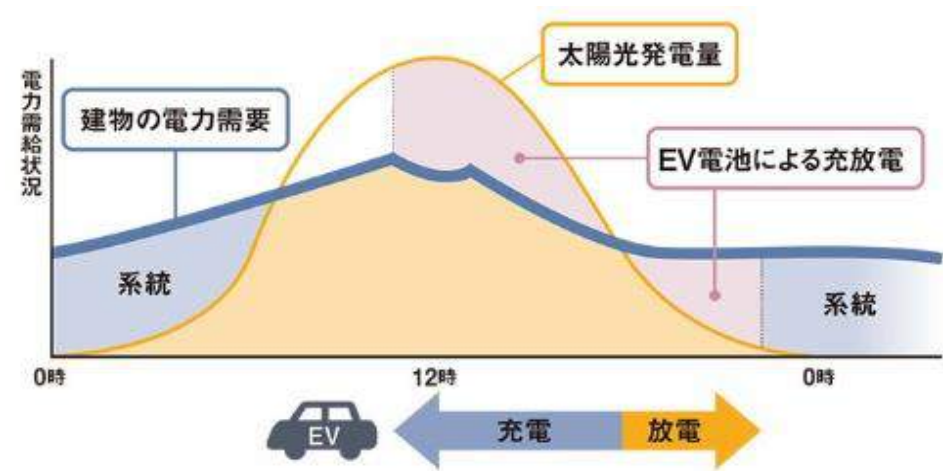 電力需給状況
太陽光発電量
建物の電力需要
EV電池による充放電
系統
系統
0時
12時
0時
EV
充電
放電